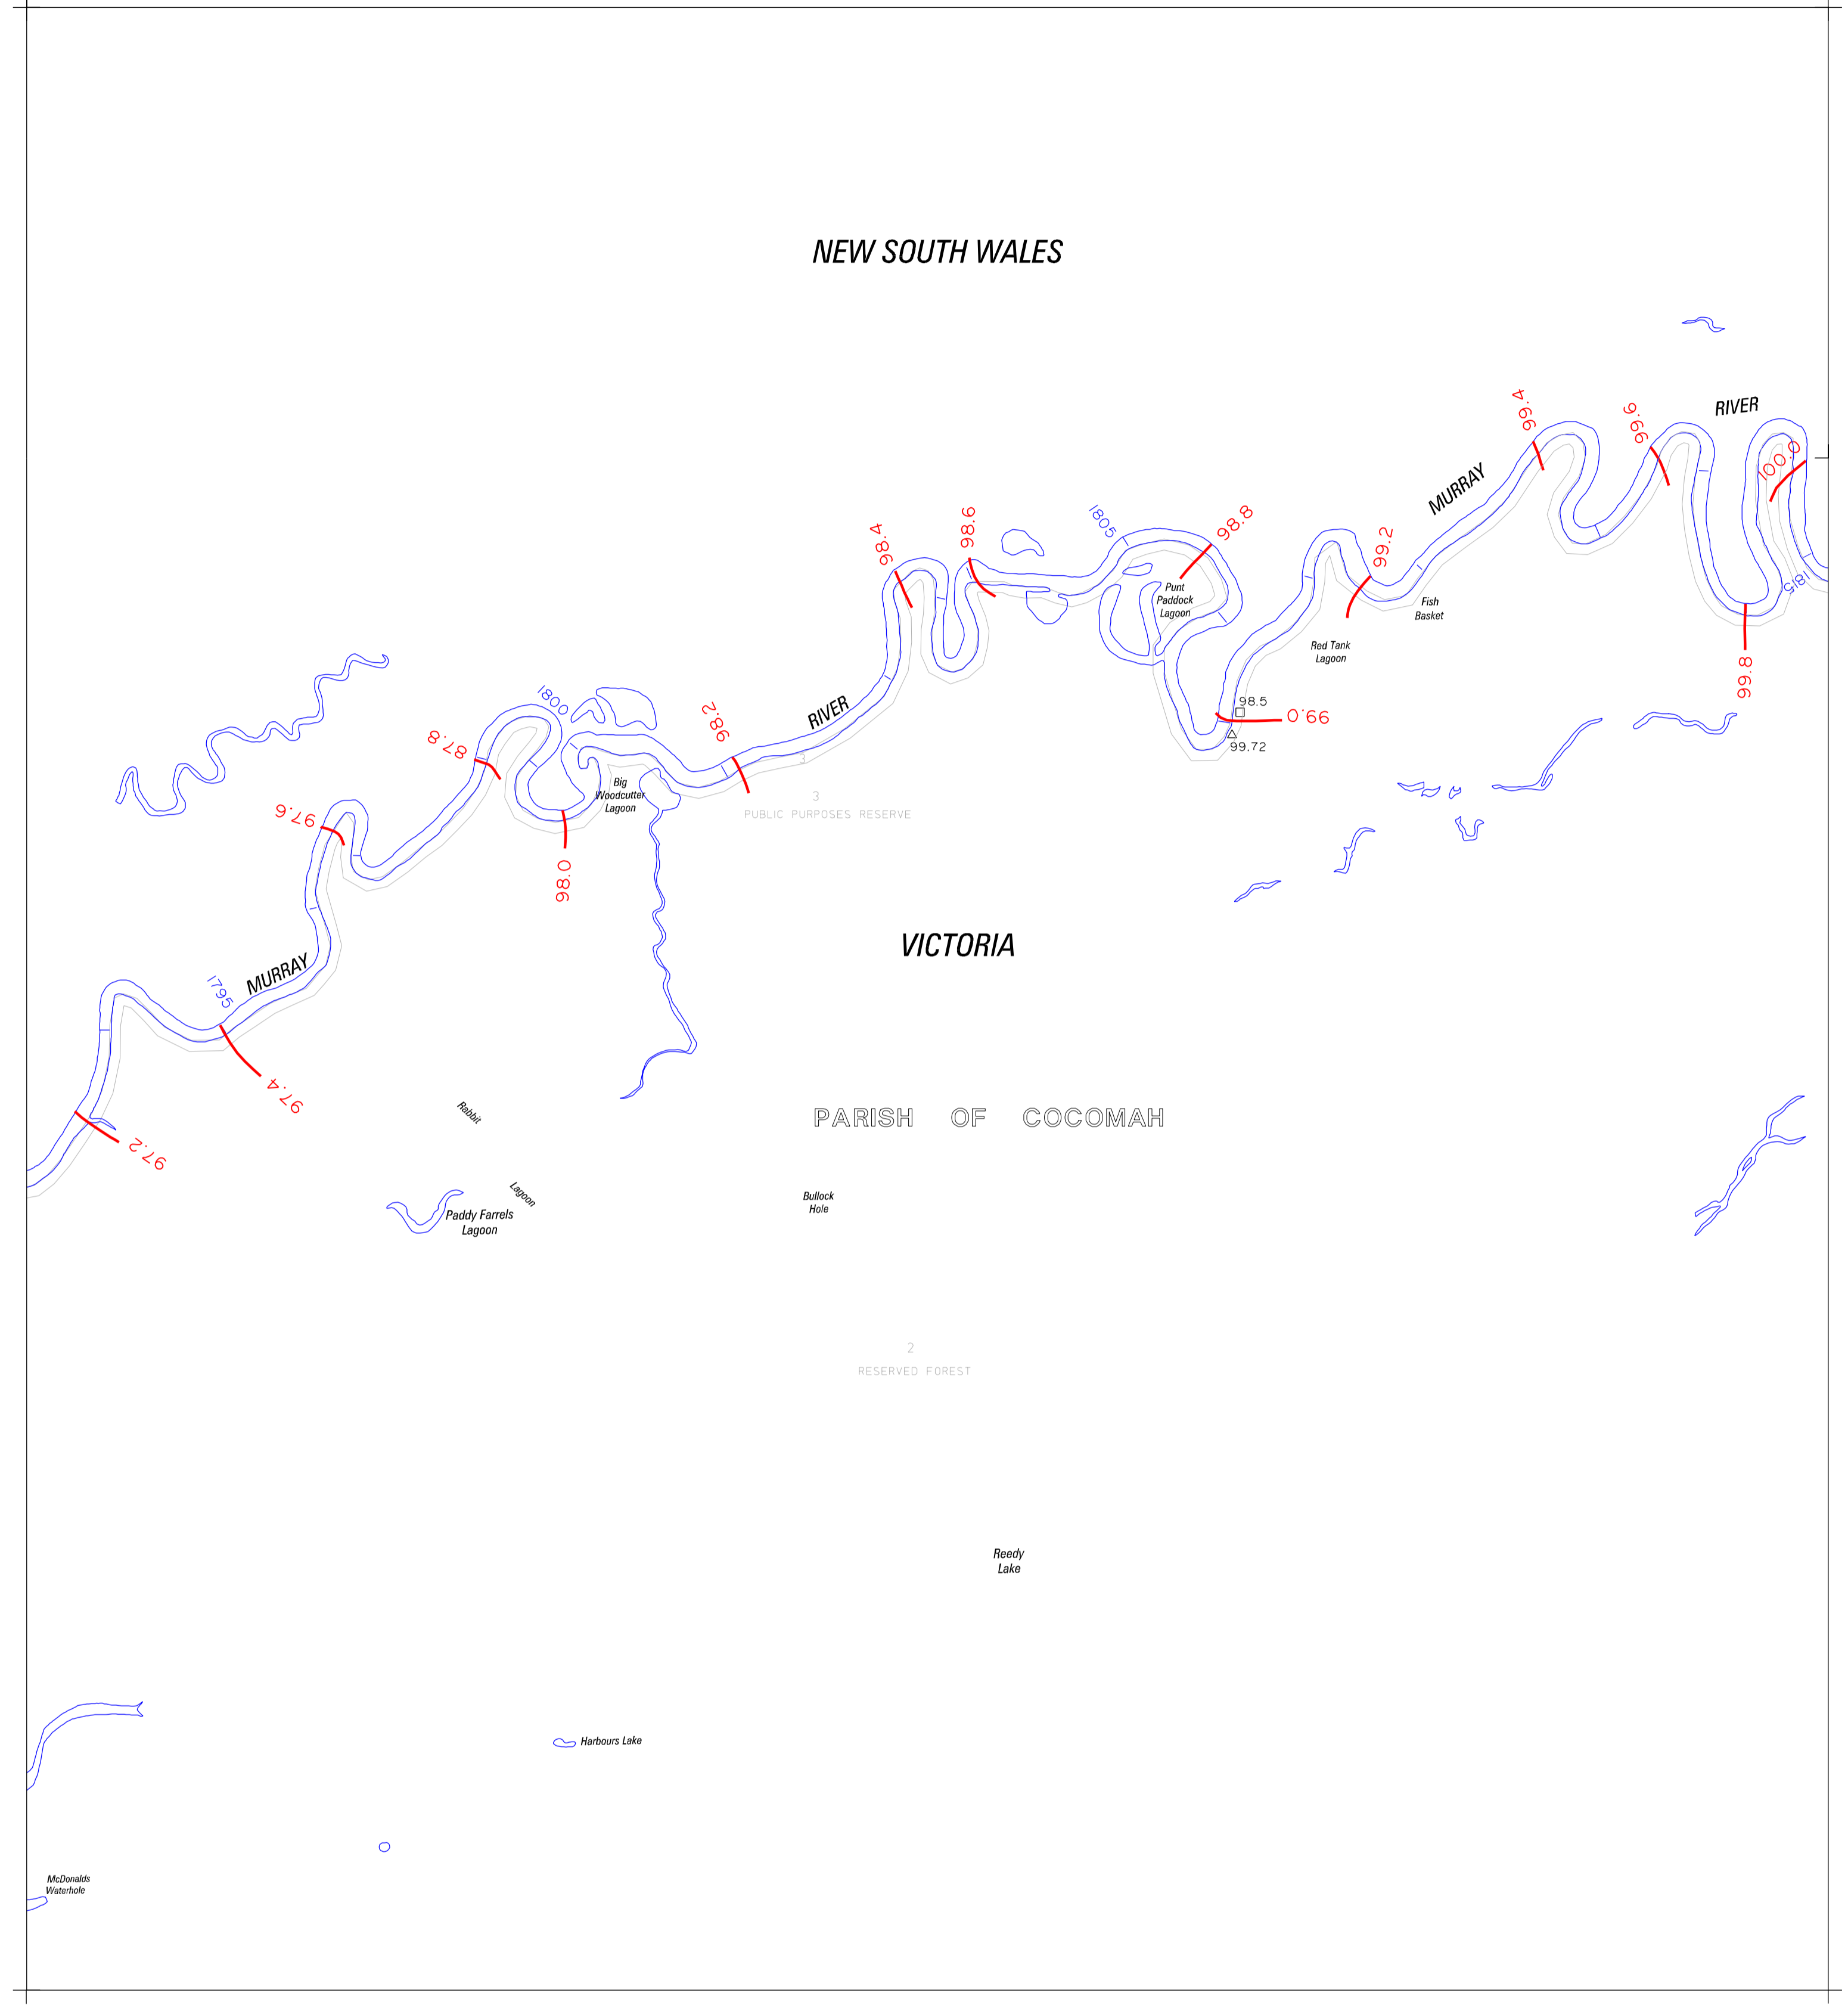 NEW SOUTH WALES
RIVER
99.4
99.6
100.0
MURRAY
98.4
98.6
1805
98.8
99.2
Punt
Paddock
Lagoon
Fish
Basket
1815
Red Tank
Lagoon
99.8
1800
98.2
RIVER
98.5
99.0
99.72
87.8
3
Big
Woodcutter
Lagoon
3
PUBLIC PURPOSES RESERVE
97.6
98.0
VICTORIA
MURRAY
1795
97.4
Rabbit
Lagoon
PARISH OF COCOMAH
97.2
Bullock
Hole
Paddy Farrels
Lagoon
2
RESERVED FOREST
Reedy
Lake
Harbours Lake
McDonalds
Waterhole